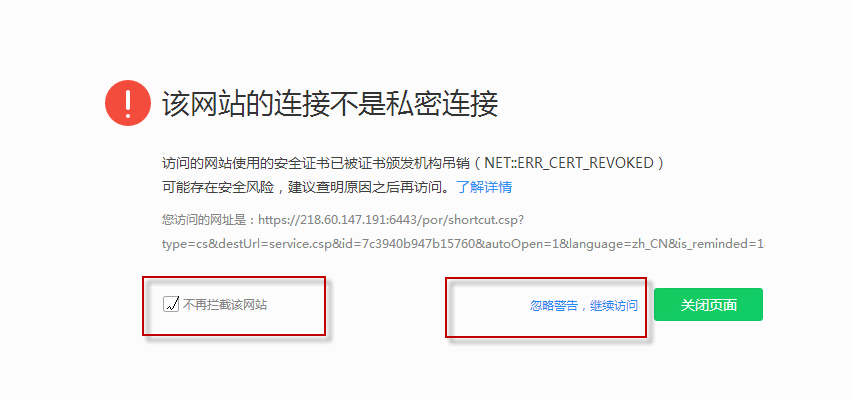 该网站的连接不是私密连接
访问的网站使用的安全证书已被证书颁发机构吊销（NET::ERR_CERT_REVOKED）
可能存在安全风险，建议查明原因之后再访问。了解详情
您访问的网址是：https://218.60.147.191:6443/por/shortcut.csp?
type=cs&destUrl=service.csp&id=7c3940b947b15760&autoOpen=1&language=zh_CN&is_reminded=1
不再拦截该网站
忽略警告，继续访问
关闭页面